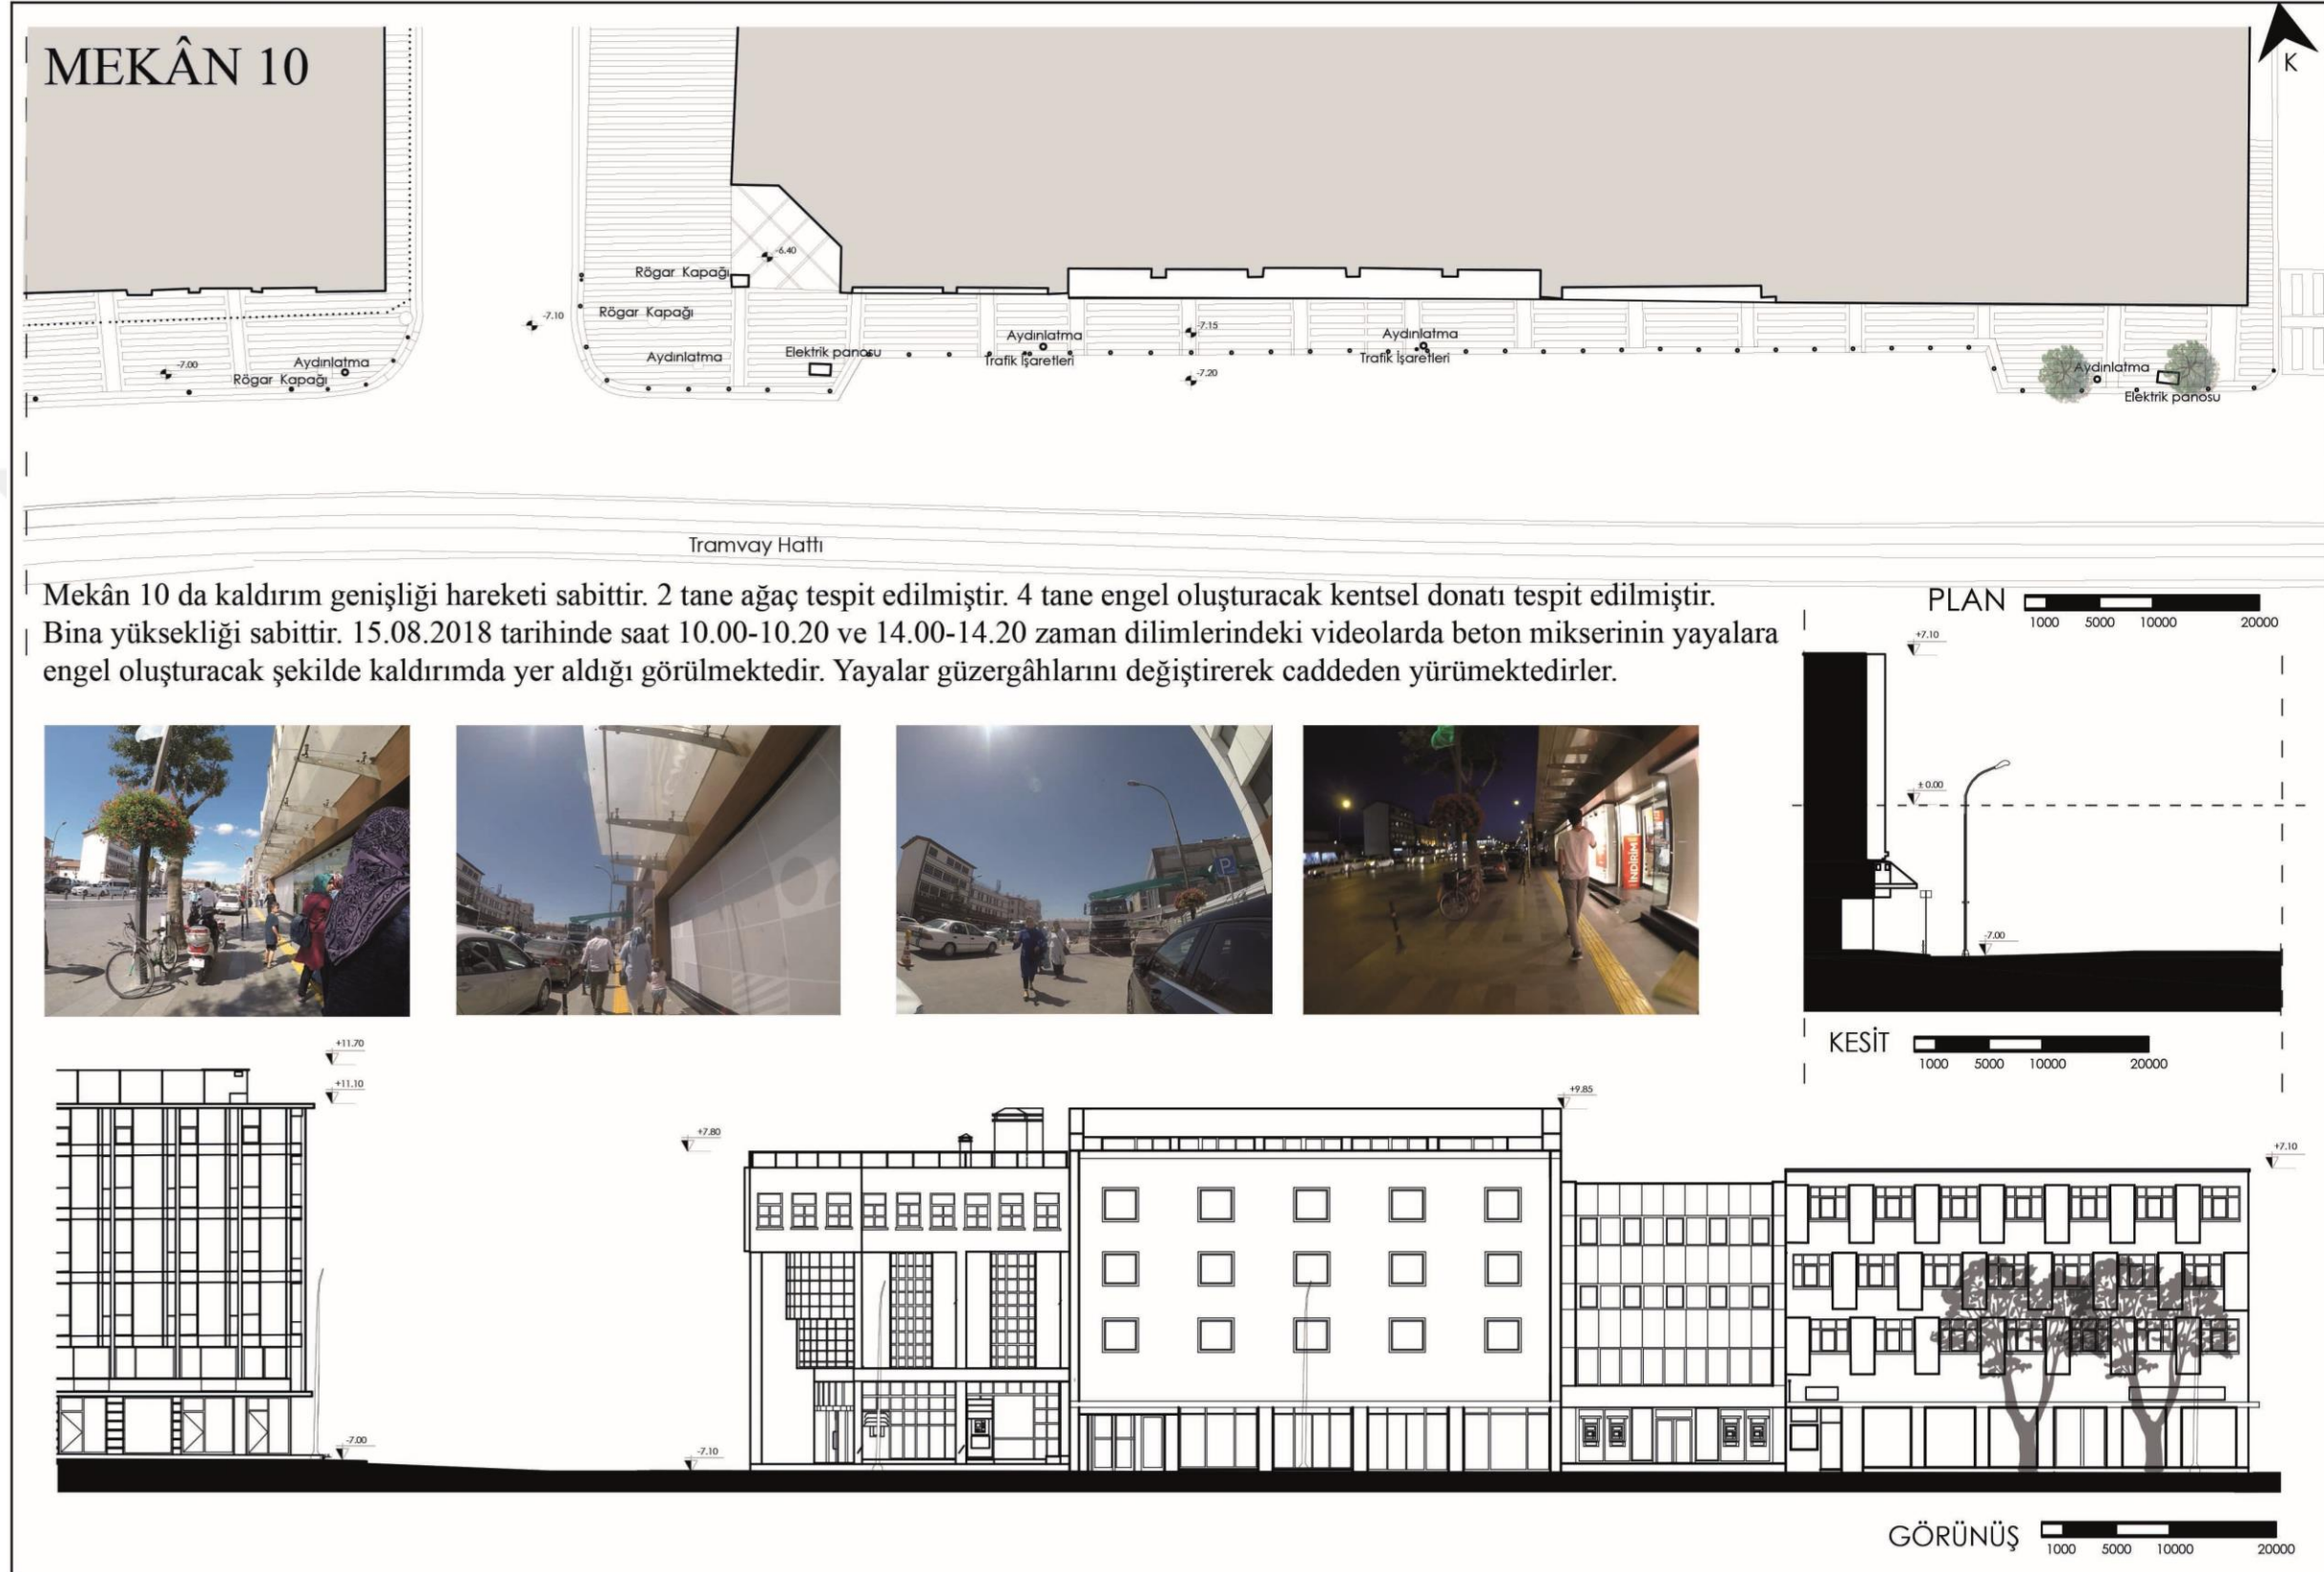 MEKÂN 10
K
-6.40
Rögar Kapağı
Rögar Kapağı
-7.10
-7.15
Aydınlatma
Aydınlatma
Aydınlatma
Elektrik panosu
Trafik İşaretleri
Trafik İşaretleri
-7.00
Aydınlatma
Rögar Kapağı
-7.20
Aydınlatma
Elektrik panosu
Tramvay Hattı
Mekân 10 da kaldırım genişliği hareketi sabittir. 2 tane ağaç tespit edilmiştir. 4 tane engel oluşturacak kentsel donatı tespit edilmiştir.
Bina yüksekliği sabittir. 15.08.2018 tarihinde saat 10.00-10.20 ve 14.00-14.20 zaman dilimlerindeki videolarda beton mikserinin yayalara
engel oluşturacak şekilde kaldırımda yer aldığı görülmektedir. Yayalar güzergâhlarını değiştirerek caddeden yürümektedirler.
PLAN
1000 5000 10000 20000
+7.10
± 0.00
-7.00
P
İNDİRİM
KESİT
1000 5000 10000 20000
+11.70
+11.10
+7.80
+9.85
+7.10
-7.00
-7.10
GÖRÜNÜŞ
1000 5000 10000 20000